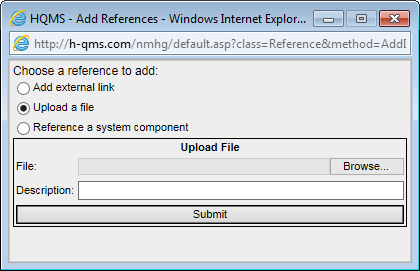 HQMS - Add References - Windows Internet Explor...
http://h-qms.com/nmhg/default.asp?class=Reference&method=AddI
Choose a reference to add:
Add external link
Upload a file
Reference a system component
Upload File
File: Browse...
Description:
Submit